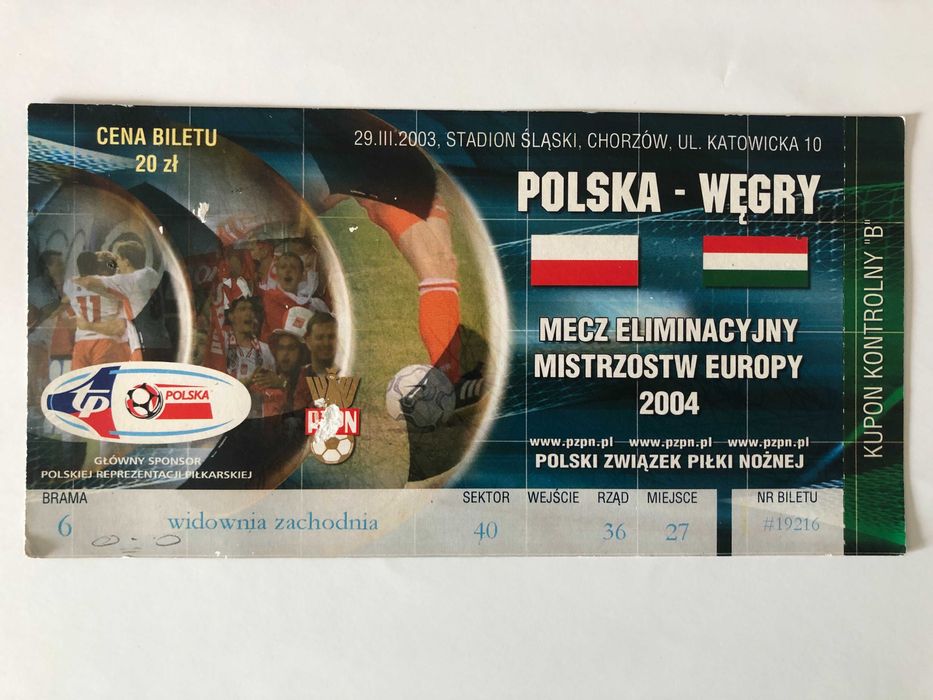 CENA BILETU
20 zł
29.III.2003, STADION ŚLĄSKI, CHORZÓW, UL. KATOWICKA 10
POLSKA - WĘGRY
MECZ ELIMINACYJNY
MISTRZOSTW EUROPY
2004
www.pzpn.pl www.pzpn.pl www.pzpn.pl
POLSKI ZWIĄZEK PIŁKI NOŻNEJ
KUPON KONTROLNY "B"
11
TP
POLSKA
PZPN
GŁÓWNY SPONSOR
POLSKIEJ REPREZENTACJI PIŁKARSKIEJ
BRAMA SEKTOR WEJŚCIE RZĄD MIEJSCE NR BILETU
6 widownia zachodnia 40 36 27 #19216
0:0